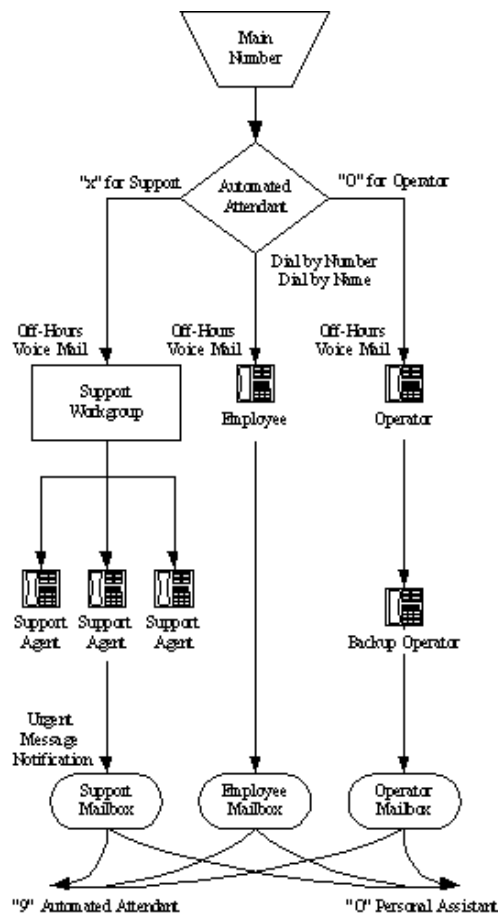 Main
Number
"x" for Support
Automated
Attendant
"0" for Operator
Dial by Number
Dial by Name
Off-Hours
Voice Mail
Off-Hours
Voice Mail
Off-Hours
Voice Mail
Support
Workgroup
Employee
Operator
Support
Agent
Support
Agent
Support
Agent
Backup Operator
Urgent
Message
Notification
Support
Mailbox
Employee
Mailbox
Operator
Mailbox
"9" Automated Attendant
"0" Personal Assistant